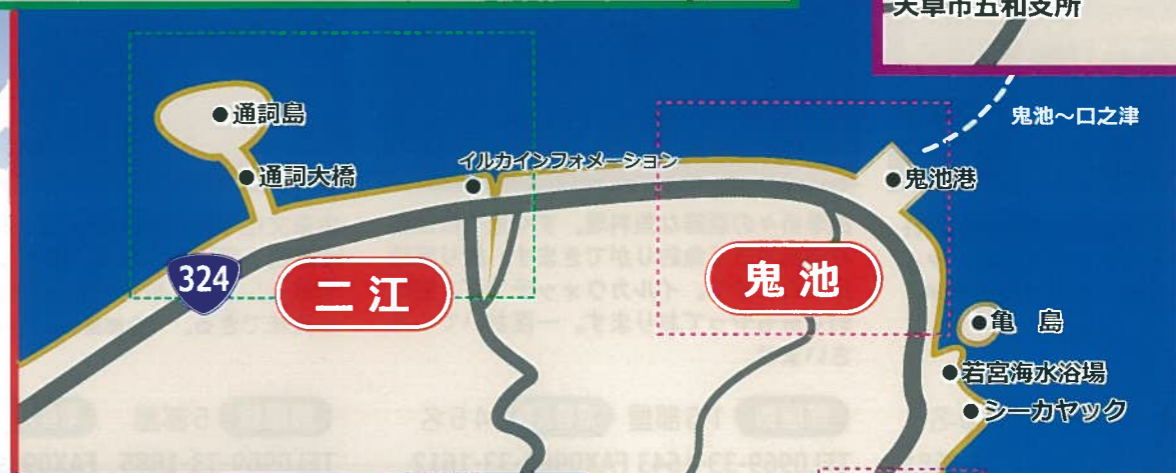 天草市五和支所
鬼池～口之津
通詞島
通詞大橋
イルカインフォメーション
鬼池港
324
二江
鬼池
亀 島
若宮海水浴場
シーカヤック